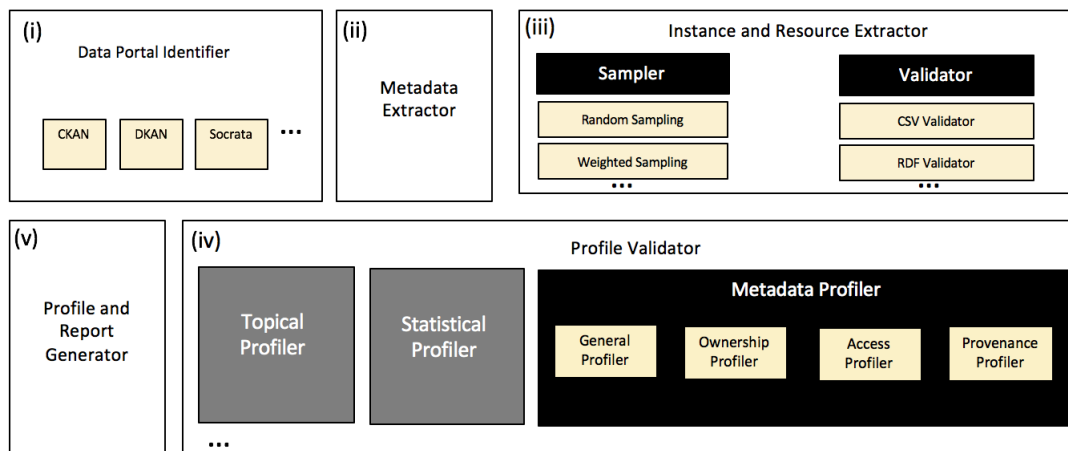 (i)
Data Portal Identifier
CKAN
DKAN
Socrata
...
(ii)
Metadata
Extractor
(iii)
Instance and Resource Extractor
Sampler
Random Sampling
Weighted Sampling
...
Validator
CSV Validator
RDF Validator
...
(v)
Profile and
Report
Generator
(iv)
Profile Validator
Topical
Profiler
...
Statistical
Profiler
Metadata Profiler
General
Profiler
Ownership
Profiler
Access
Profiler
Provenance
Profiler